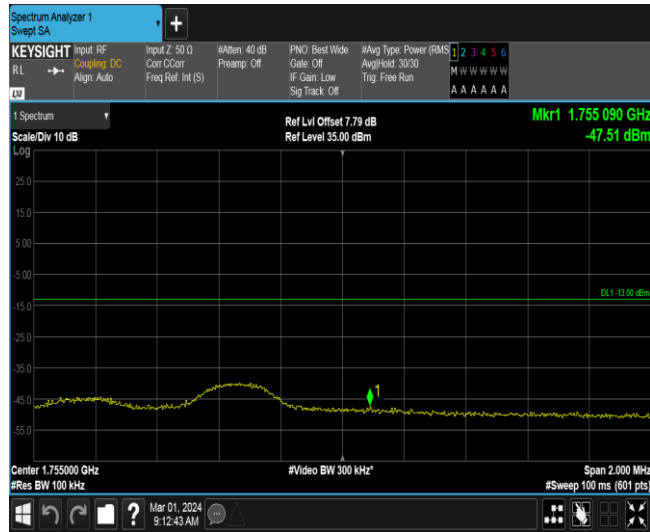 Spectrum Analyzer 1
Swept SA
+
KEYSIGHT
RL
LXI
Input: RF
Coupling: DC
Align: Auto
Input Z: 50 Ω
Corr CCorr
Freq Ref: Int (S)
#Atten: 40 dB
Preamp: Off
PNO: Best Wide
Gate: Off
IF Gain: Low
Sig Track: Off
#Avg Type: Power (RMS
Avg|Hold: 30/30
Trig: Free Run
1 2 3 4 5 6
M W W W W W
A A A A A A
1 Spectrum
Scale/Div 10 dB
Log
Ref Lvl Offset 7.79 dB
Ref Level 35.00 dBm
Mkr1 1.755 090 GHz
-47.51 dBm
25.0
15.0
5.00
-5.00
DL1 -13.00 dBm
-15.0
-25.0
-35.0
-45.0
-55.0
1
Center 1.755000 GHz
#Res BW 100 kHz
#Video BW 300 kHz*
Span 2.000 MHz
#Sweep 100 ms (601 pts)
?
Mar 01, 2024
9:12:43 AM